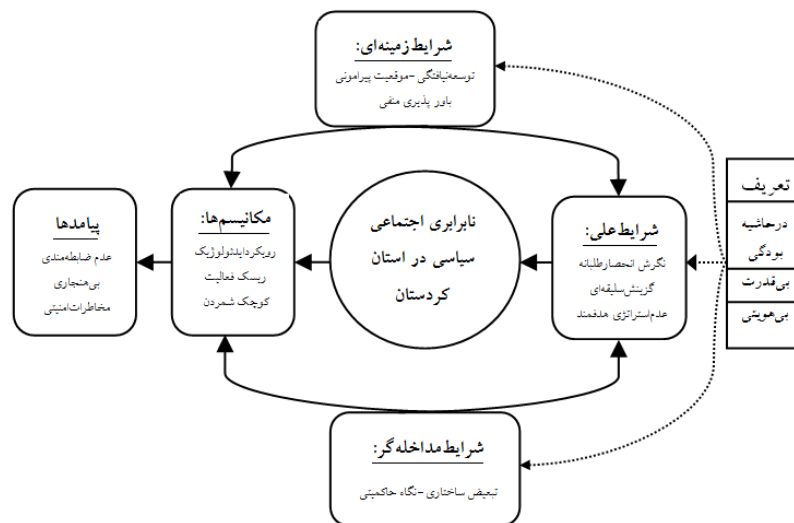 شرایط زمینه‌ای:
توسعه‌نیافتگی -موقعیت پیرامونی
باور پذیری منفی
تعریف
درحاشیه
بودگی
بی‌قدرت
بی‌هویتی
شرایط علی:
نگرش انحصارطلبانه
گزینش‌سلیقه‌ای
عدم‌استراتژی هدفمند
نابرابری اجتماعی
سیاسی در استان
کردستان
مکانیسم‌ها:
رویکردایدئولوژیک
ریسک فعالیت
کوچک شمردن
پیامدها
عدم ضابطه‌مندی
بی‌هنجاری
مخاطرات‌امنیتی
شرایط‌مداخله‌گر:
تبعیض ساختاری -نگاه حاکمیتی